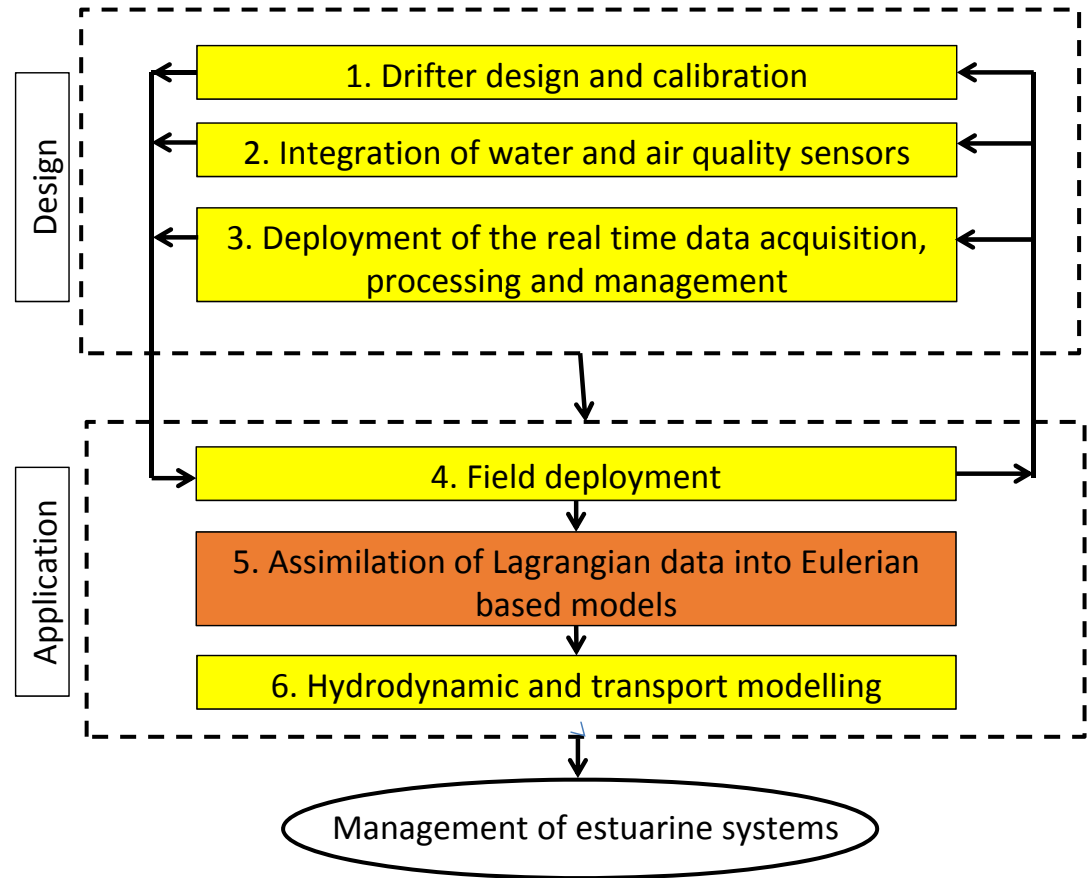 Design
1. Drifter design and calibration
2. Integration of water and air quality sensors
3. Deployment of the real time data acquisition,
processing and management
Application
4. Field deployment
5. Assimilation of Lagrangian data into Eulerian
based models
6. Hydrodynamic and transport modelling
Management of estuarine systems